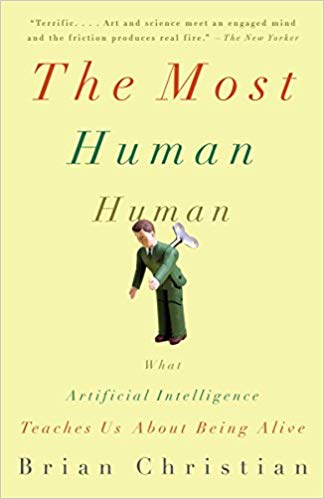 "Terrific. . . . Art and science meet an engaged mind
and the friction produces real fire." —The New Yorker
The Most
Human
Human
What
Artificial Intelligence
Teaches Us About Being Alive
Brian Christian